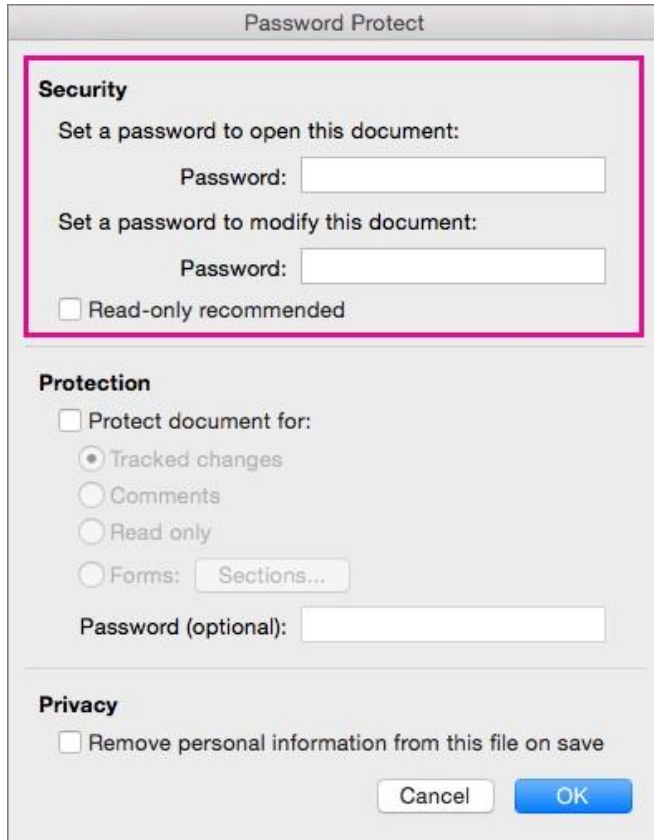 Password Protect
Security
Set a password to open this document:
Password:
Set a password to modify this document:
Password:
Read-only recommended
Protection
Protect document for:
Tracked changes
Comments
Read only
Forms: Sections...
Password (optional):
Privacy
Remove personal information from this file on save
Cancel OK